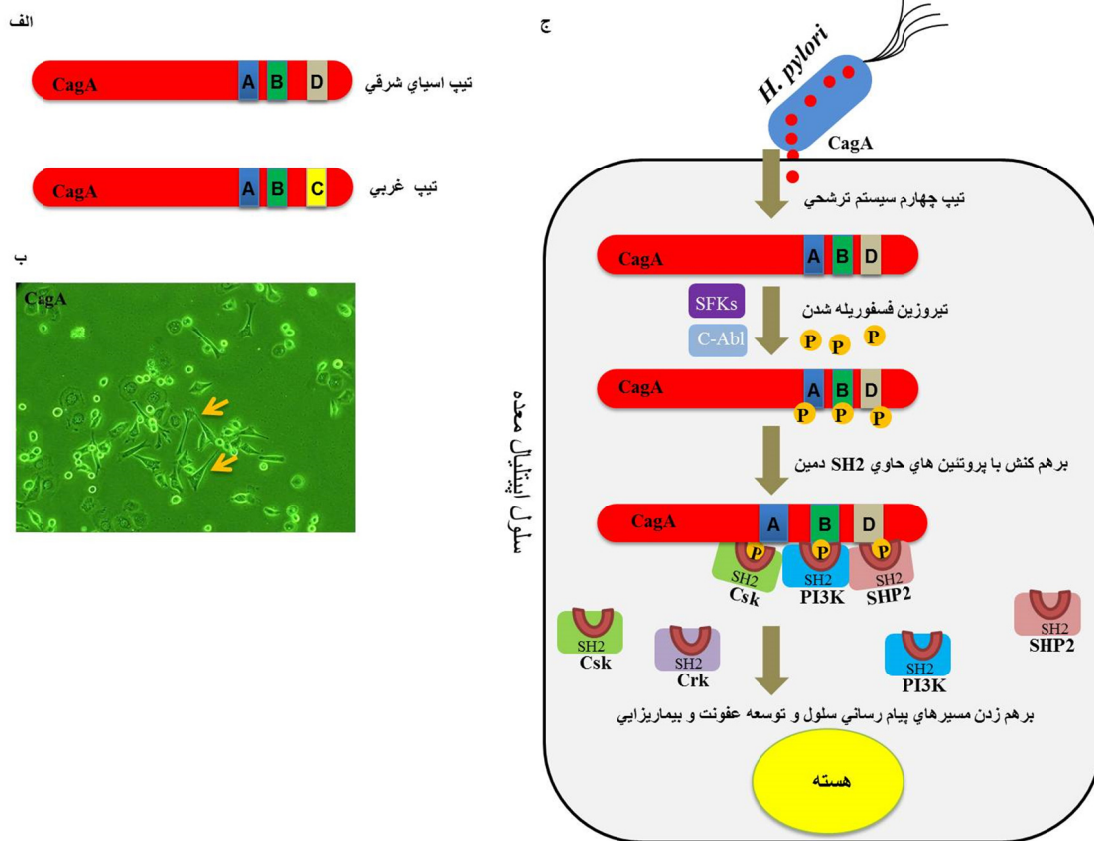 الف
CagA A B D تيپ اسياي شرقي
CagA A B C تيپ غربي
ب
CagA
ج
H. pylori
CagA
تيپ چهارم سيستم ترشحي
CagA A B D
SFKs
تيروزين فسفوريله شدن
C-Abl
P P P
CagA A B D
P P P
برهم كنش با پروتئين هاي حاوي SH2 دمين
CagA A B D
P P P
SH2 SH2 SH2
Csk PI3K SHP2
SH2
Csk
SH2
Crk
SH2
PI3K
SH2
SHP2
برهم زدن مسيرهاي پيام رساني سلول و توسعه عفونت و بيماريزايي
هسته
سلول اپيتليال معده